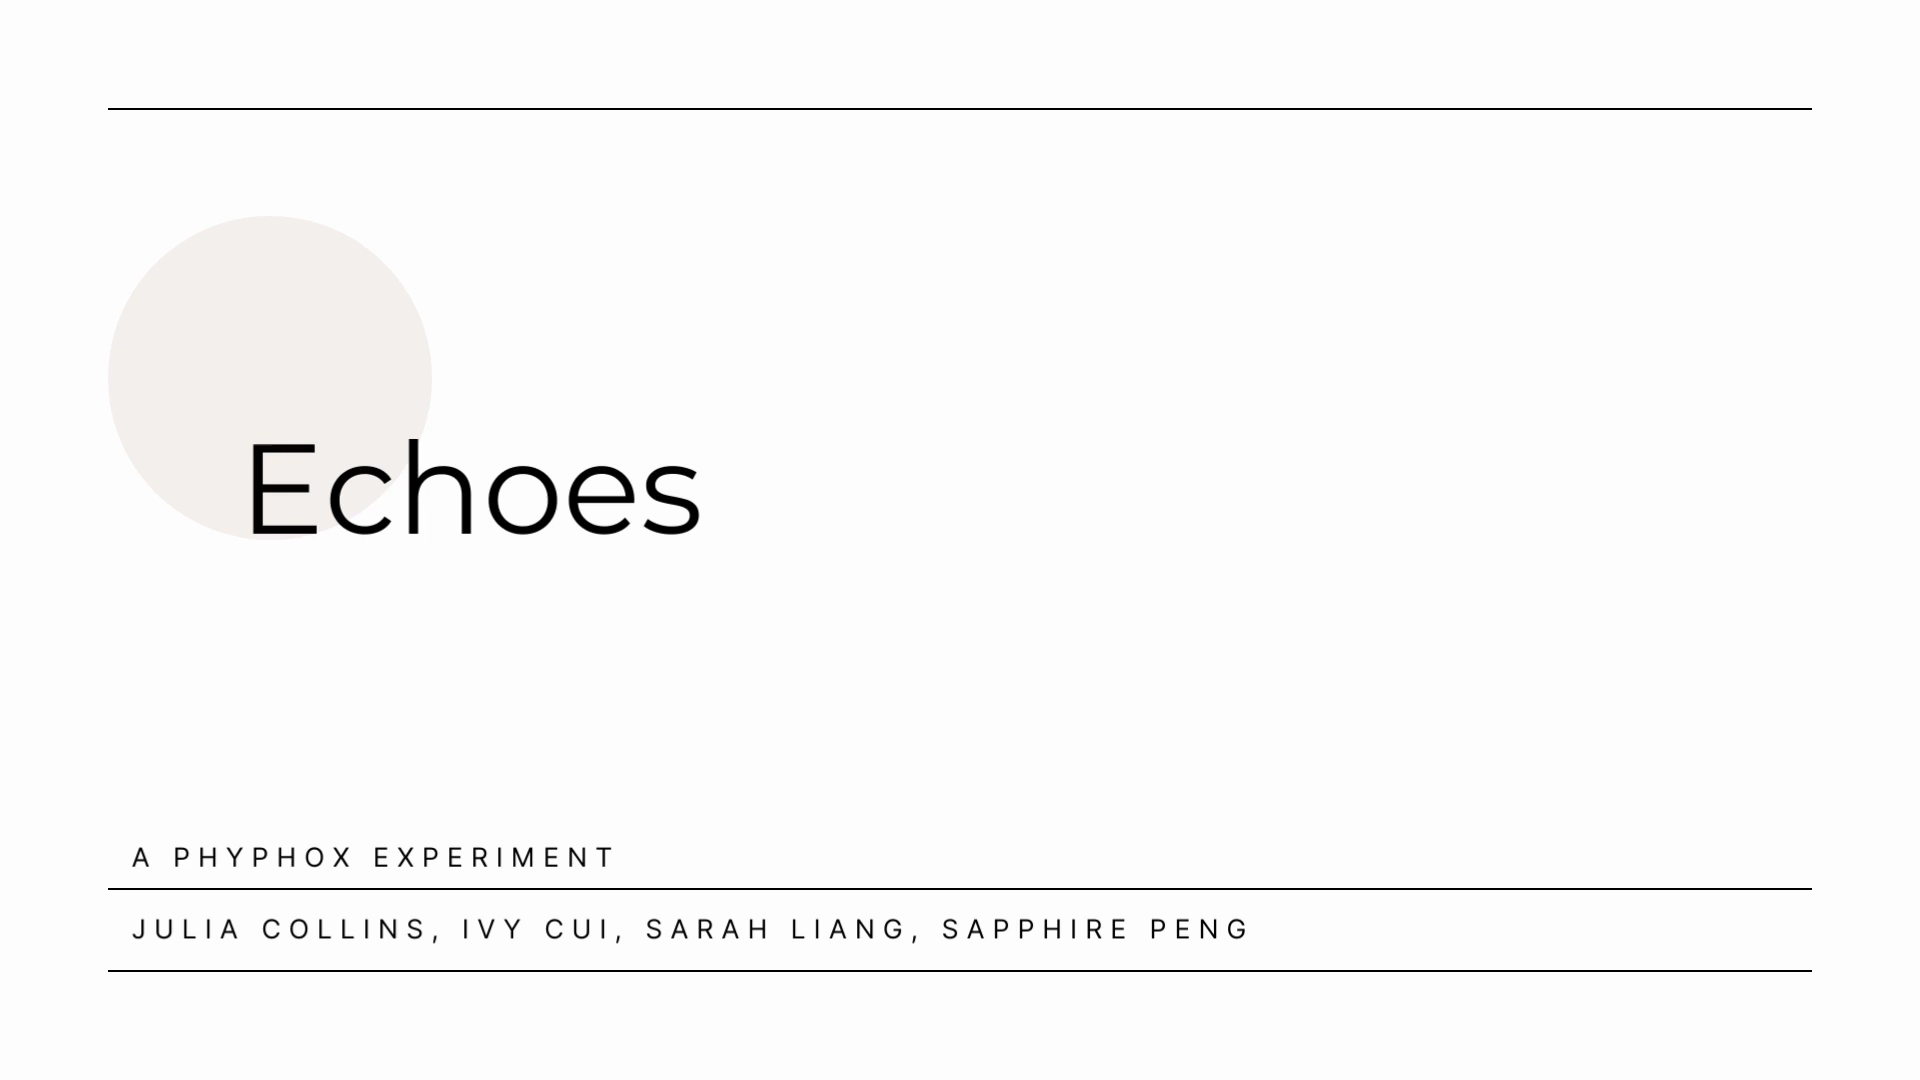 Echoes
A PHYPHOX EXPERIMENT
JULIA COLLINS, IVY CUI, SARAH LIANG, SAPPHIRE PENG